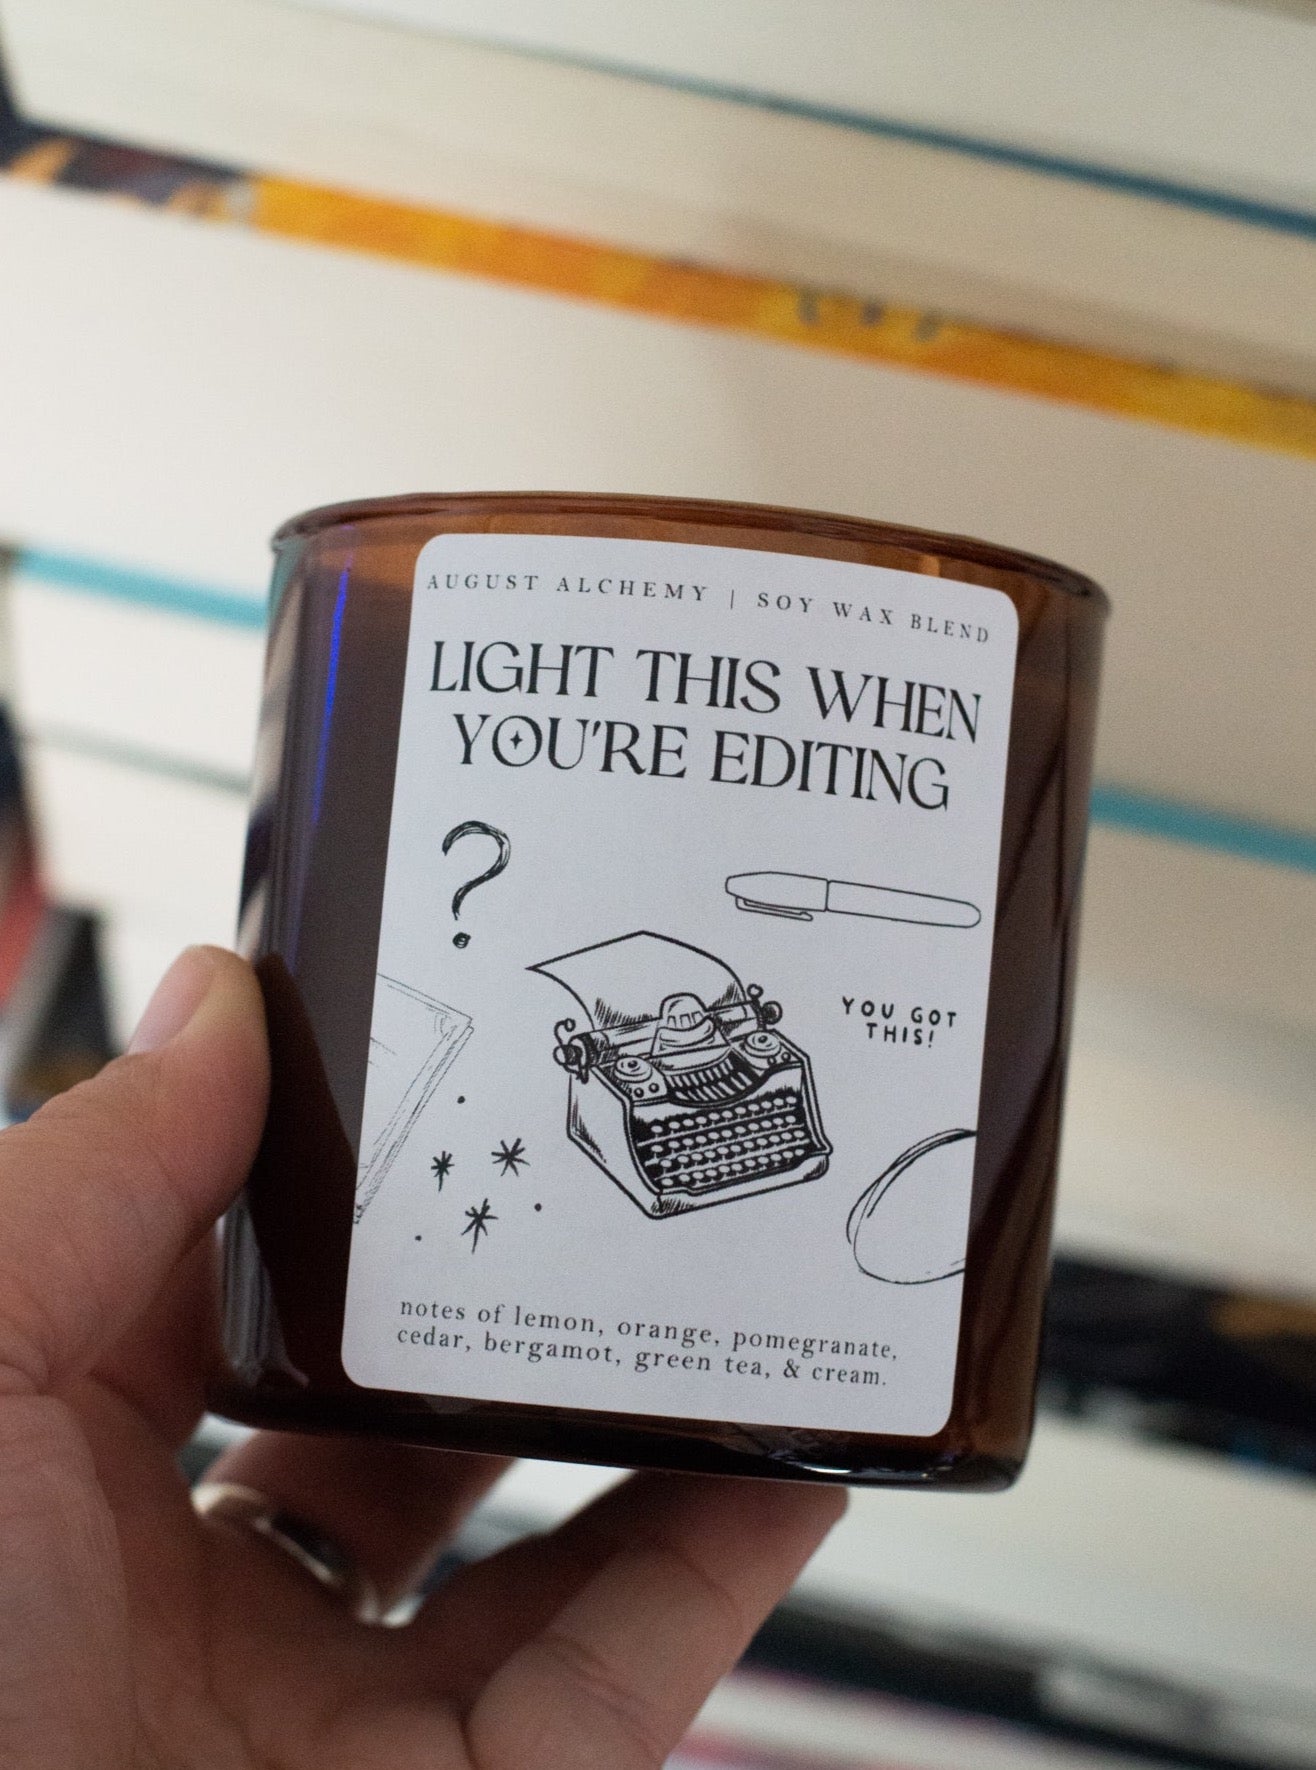 AUGUST ALCHEMY | SOY WAX BLEND
LIGHT THIS WHEN
YOU'RE EDITING
?
YOU GOT
THIS!
notes of lemon, orange, pomegranate,
cedar, bergamot, green tea, & cream.